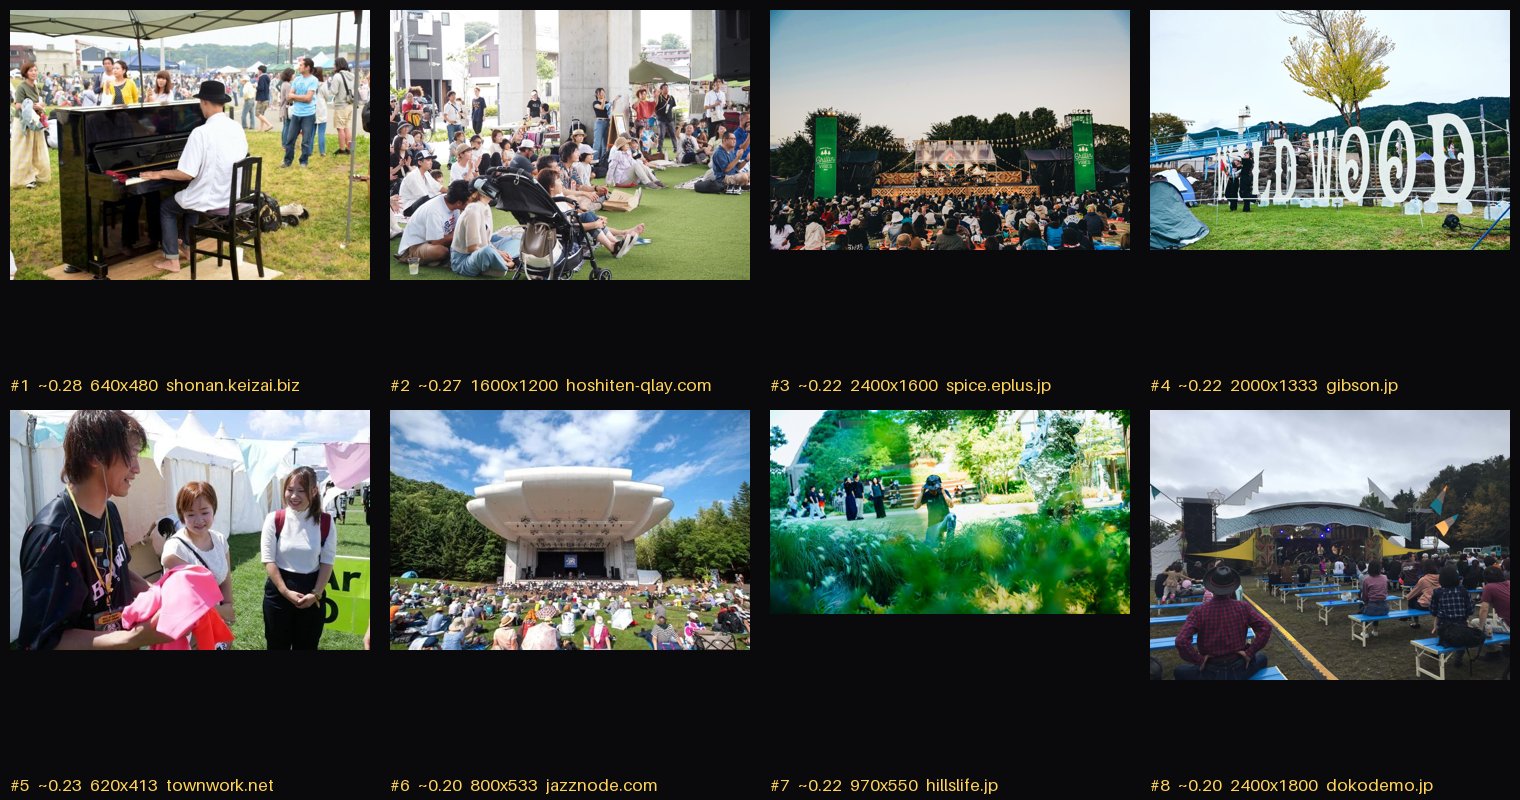 #1 ~0.28 640x480 shonan.keizai.biz
#2 ~0.27 1600x1200 hoshiten-qlay.com
#3 ~0.22 2400x1600 spice.eplus.jp
#4 ~0.22 2000x1333 gibson.jp
WILD WOOD
#5 ~0.23 620x413 townwork.net
#6 ~0.20 800x533 jazznode.com
#7 ~0.22 970x550 hillslife.jp
#8 ~0.20 2400x1800 dokodemo.jp